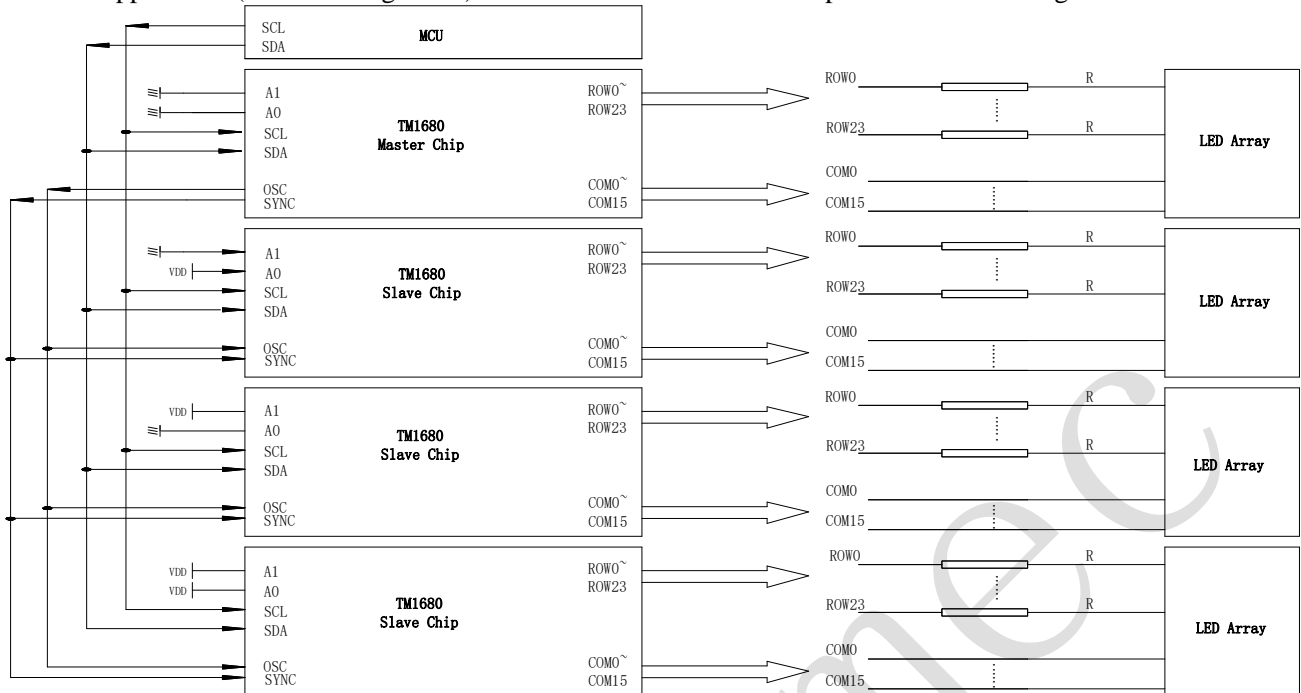 SCL
SDA
MCU
A1
A0
SCL
SDA
OSC
SYNC
TM1680
Master Chip
ROW0~
ROW23
COM0~
COM15
ROW0
R
ROW23
R
COM0
COM15
LED Array
VDD
A1
A0
SCL
SDA
OSC
SYNC
TM1680
Slave Chip
ROW0~
ROW23
COM0~
COM15
ROW0
R
ROW23
R
COM0
COM15
LED Array
VDD
A1
A0
SCL
SDA
OSC
SYNC
TM1680
Slave Chip
ROW0~
ROW23
COM0~
COM15
ROW0
R
ROW23
R
COM0
COM15
LED Array
VDD
VDD
A1
A0
SCL
SDA
OSC
SYNC
TM1680
Slave Chip
ROW0~
ROW23
COM0~
COM15
ROW0
R
ROW23
R
COM0
COM15
LED Array
mec